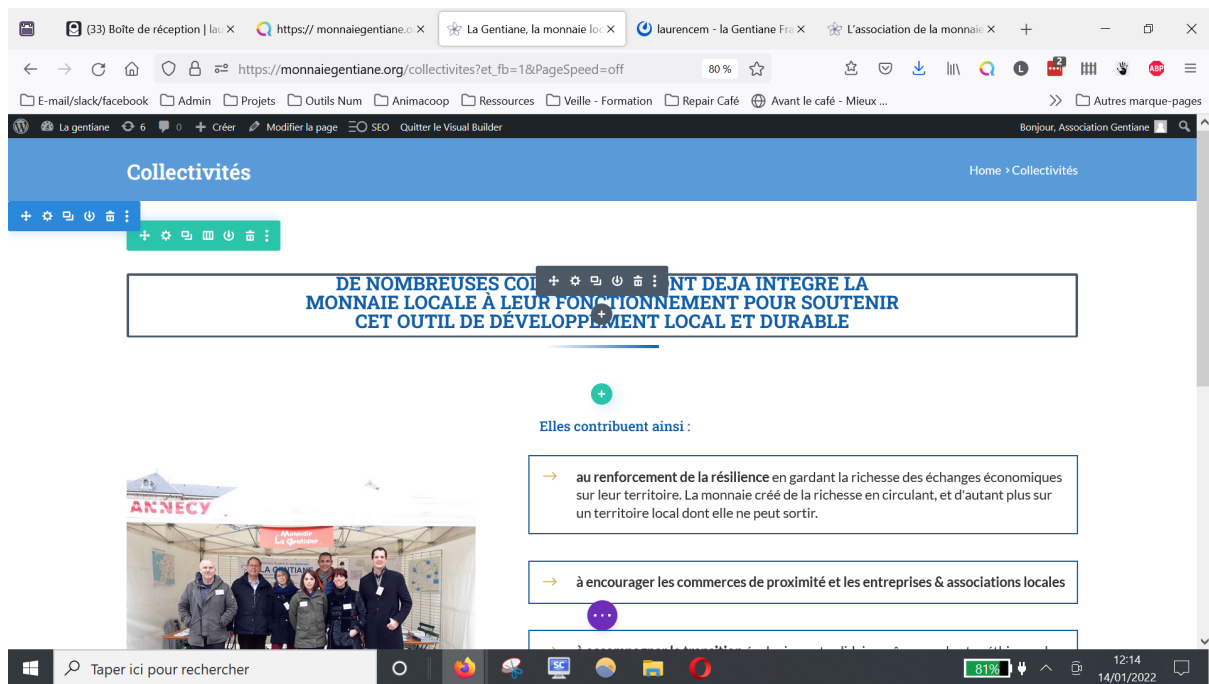 (33) Boîte de réception | lau
https:// monnaiegentiane.o
La Gentiane, la monnaie loc
laurencem - la Gentiane Fra
L'association de la monnaie
https://monnaiegentiane.org/collectivites?et_fb=1&PageSpeed=off
80 %
L
2
ABP
E-mail/slack/facebook
Admin
Projets
Outils Num
Animacoop
Ressources
Veille - Formation
Repair Café
Avant le café - Mieux ...
Autres marque-pages
La gentiane
6
0
Créer
Modifier la page
SEO
Quitter le Visual Builder
Bonjour, Association Gentiane
Collectivités
Home > Collectivités
DE NOMBREUSES NT DEJA INTEGRE LA
MONNAIE LOCALE À LEUR FONCTIONNEMENT POUR SOUTENIR
CET OUTIL DE DÉVELOPPEMENT LOCAL ET DURABLE
Elles contribuent ainsi :
au renforcement de la résilience en gardant la richesse des échanges économiques
sur leur territoire. La monnaie créé de la richesse en circulant, et d'autant plus sur
un territoire local dont elle ne peut sortir.
à encourager les commerces de proximité et les entreprises & associations locales
ANNECY
Monnaie
La Gentiane
LA GENTIANE
Taper ici pour rechercher
SC
81%
12:14
14/01/2022